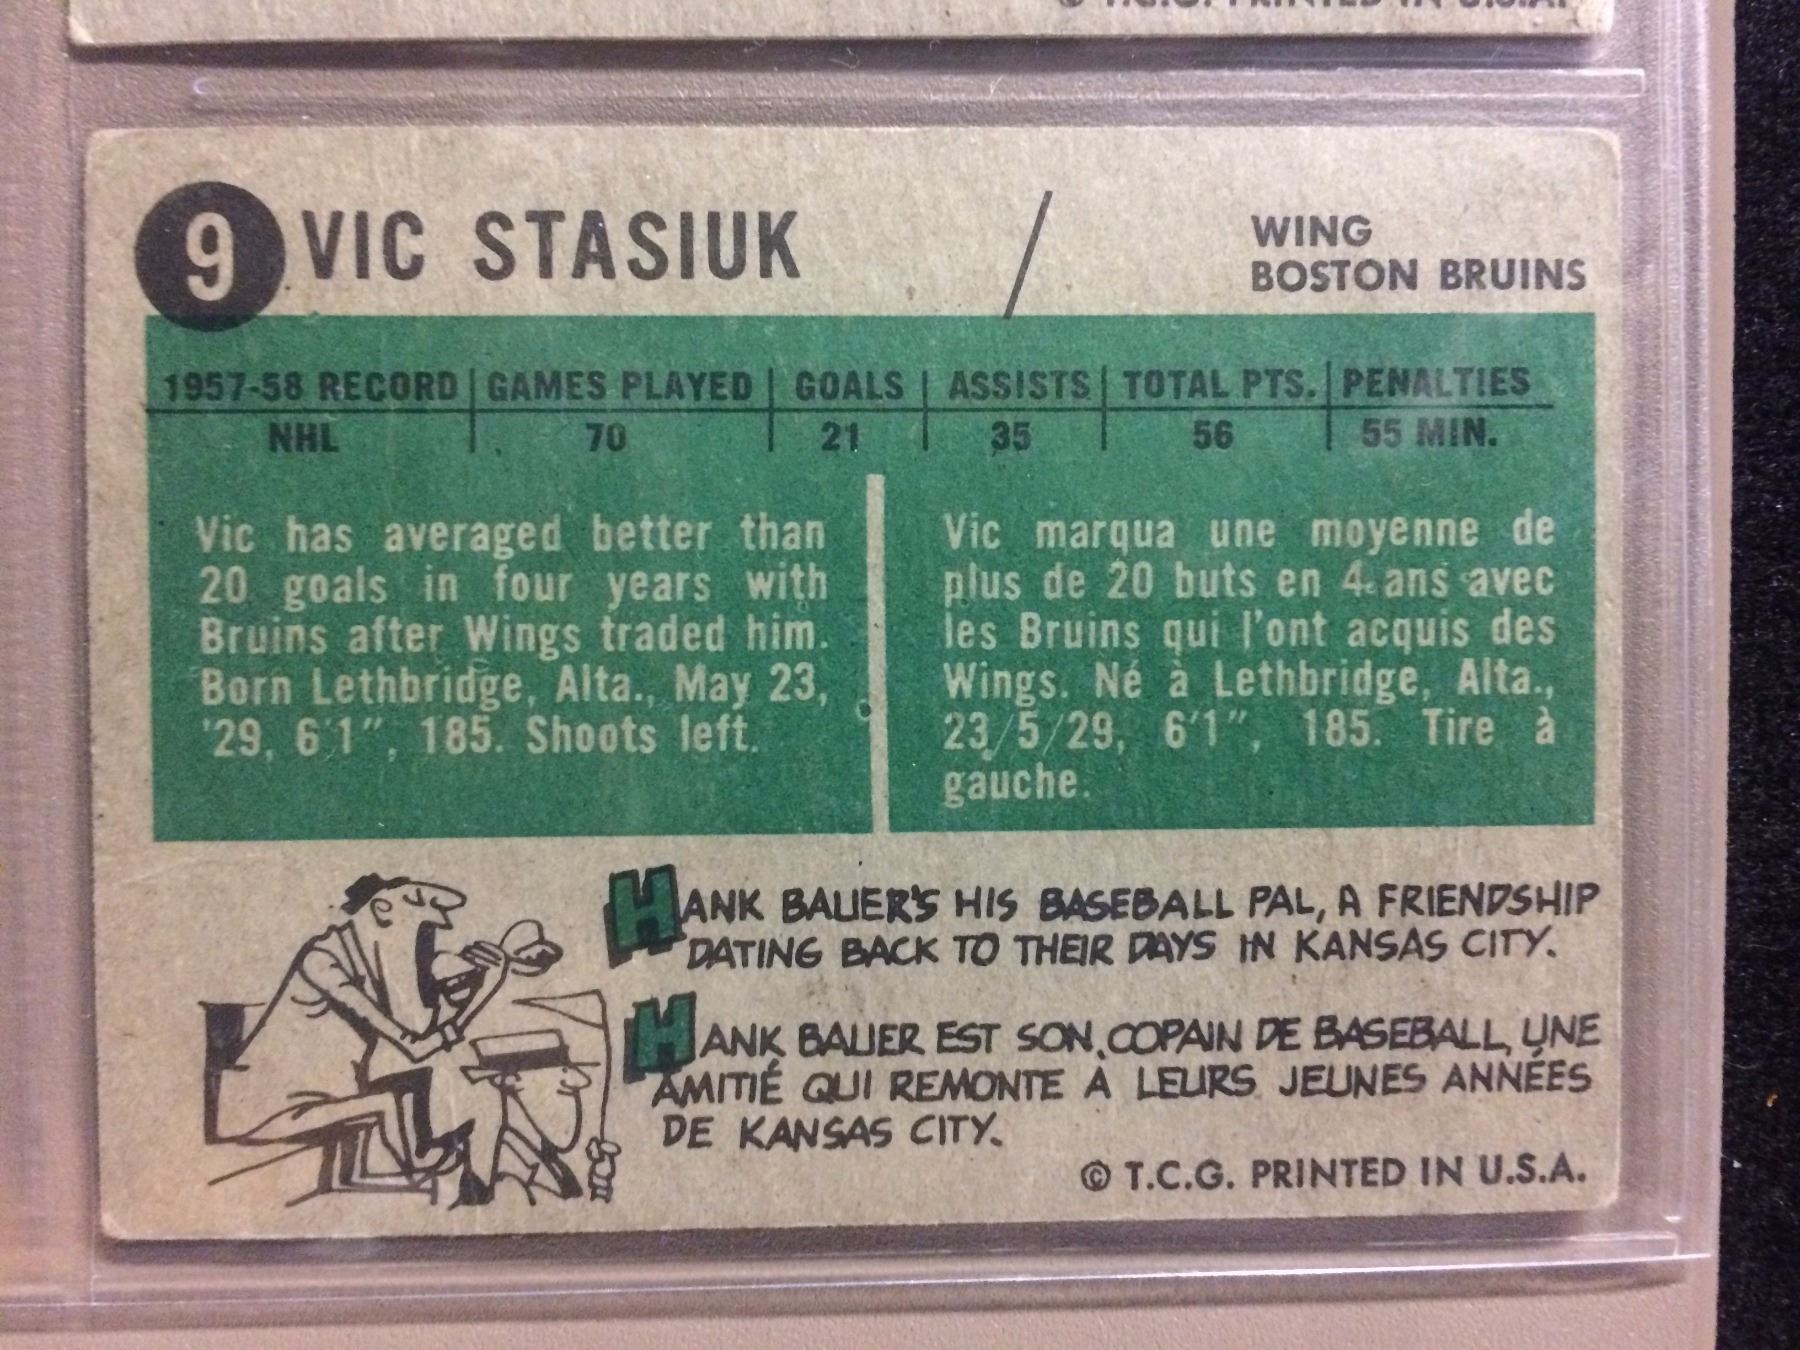 © T.C.G. PRINTED IN U.S.A.
9 VIC STASIUK / WING
BOSTON BRUINS
1957-58 RECORD GAMES PLAYED GOALS ASSISTS TOTAL PTS. PENALTIES
NHL 70 21 35 56 55 MIN.
Vic has averaged better than
20 goals in four years with
Bruins after Wings traded him.
Born Lethbridge, Alta., May 23,
'29, 6'1", 185. Shoots left.
Vic marqua une moyenne de
plus de 20 buts en 4 ans avec
les Bruins qui l'ont acquis des
Wings. Né à Lethbridge, Alta.,
23/5/29, 6'1", 185. Tire à
gauche.
HANK BAUER'S HIS BASEBALL PAL, A FRIENDSHIP
DATING BACK TO THEIR DAYS IN KANSAS CITY.
HANK BAUER EST SON COPAIN DE BASEBALL, UNE
AMITIÉ QUI REMONTE A LEURS JEUNES ANNÉES
DE KANSAS CITY.
© T.C.G. PRINTED IN U.S.A.